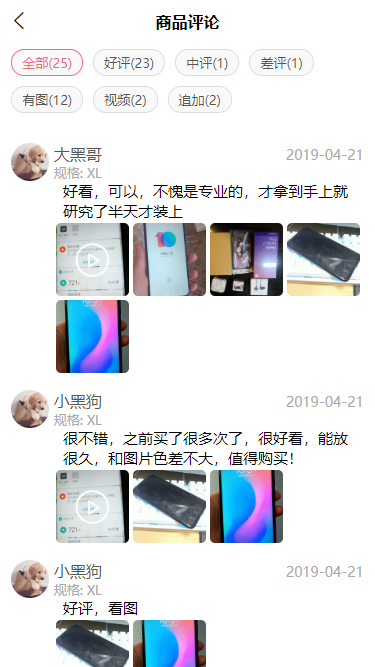 商品评论
全部(25) 好评(23) 中评(1) 差评(1)
有图(12) 视频(2) 追加(2)
大黑哥 2019-04-21
规格: XL
好看，可以，不愧是专业的，才拿到手上就
研究了半天才装上
721
小黑狗 2019-04-21
规格: XL
很不错，之前买了很多次了，很好看，能放
很久，和图片色差不大，值得购买！
721
小黑狗 2019-04-21
规格: XL
好评，看图